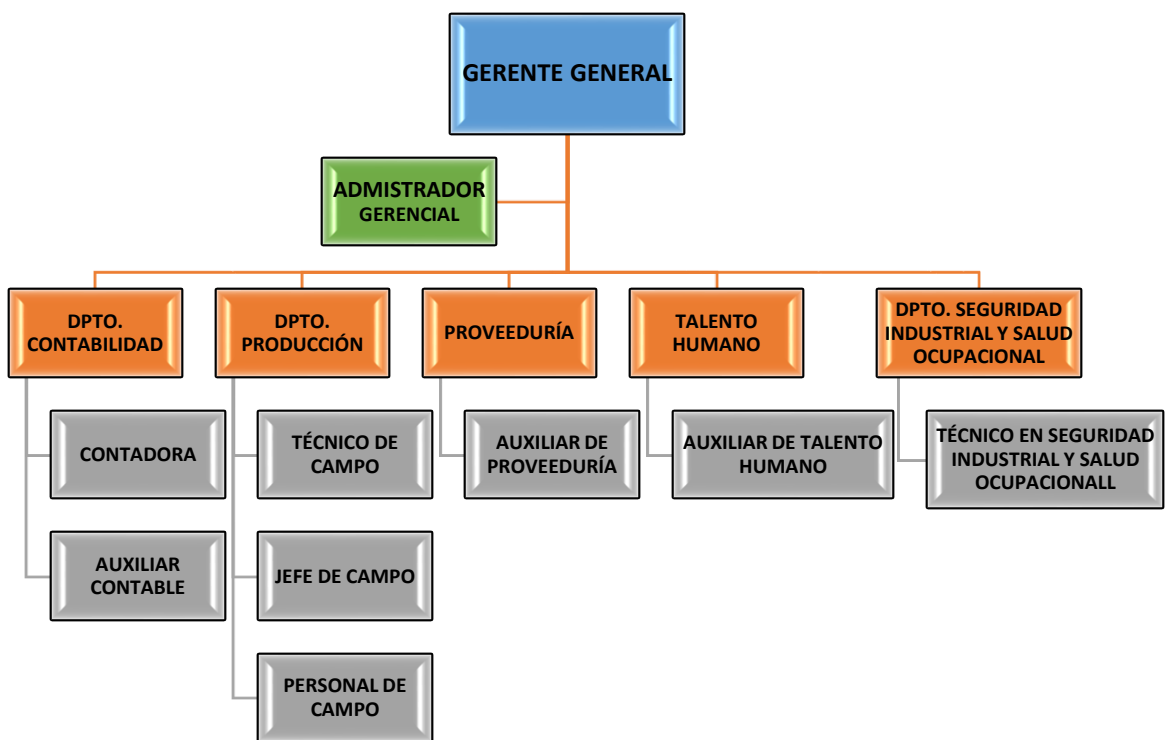 GERENTE GENERAL
ADMISTRADOR
GERENCIAL
DPTO.
CONTABILIDAD
DPTO.
PRODUCCIÓN
PROVEEDURÍA
TALENTO
HUMANO
DPTO. SEGURIDAD
INDUSTRIAL Y SALUD
OCUPACIONAL
CONTADORA
TÉCNICO DE
CAMPO
AUXILIAR DE
PROVEEDURÍA
AUXILIAR DE TALENTO
HUMANO
TÉCNICO EN SEGURIDAD
INDUSTRIAL Y SALUD
OCUPACIONALL
AUXILIAR
CONTABLE
JEFE DE CAMPO
PERSONAL DE
CAMPO